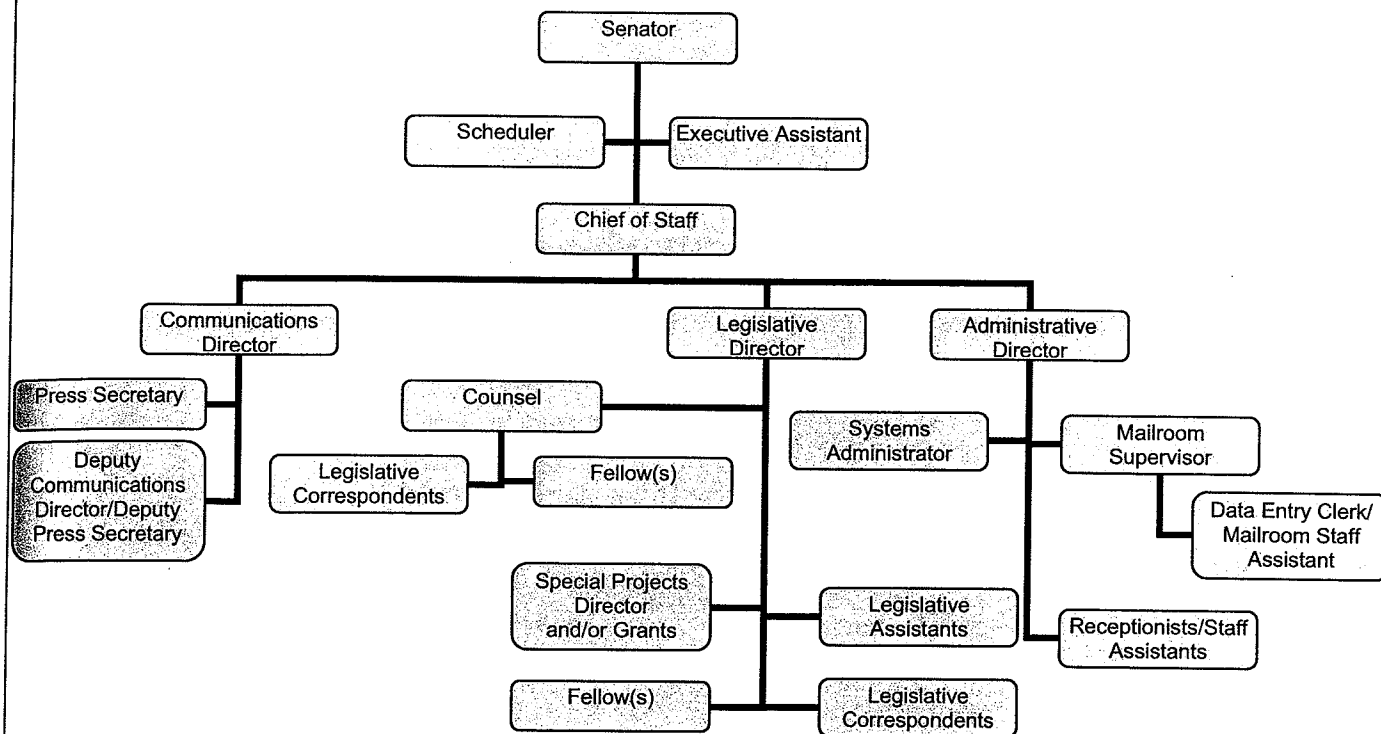 Senator
Scheduler
Executive Assistant
Chief of Staff
Communications
Director
Legislative
Director
Administrative
Director
Press Secretary
Deputy
Communications
Director/Deputy
Press Secretary
Counsel
Legislative
Correspondents
Fellow(s)
Special Projects
Director
and/or Grants
Legislative
Assistants
Fellow(s)
Legislative
Correspondents
Systems
Administrator
Mailroom
Supervisor
Data Entry Clerk/
Mailroom Staff
Assistant
Receptionists/Staff
Assistants